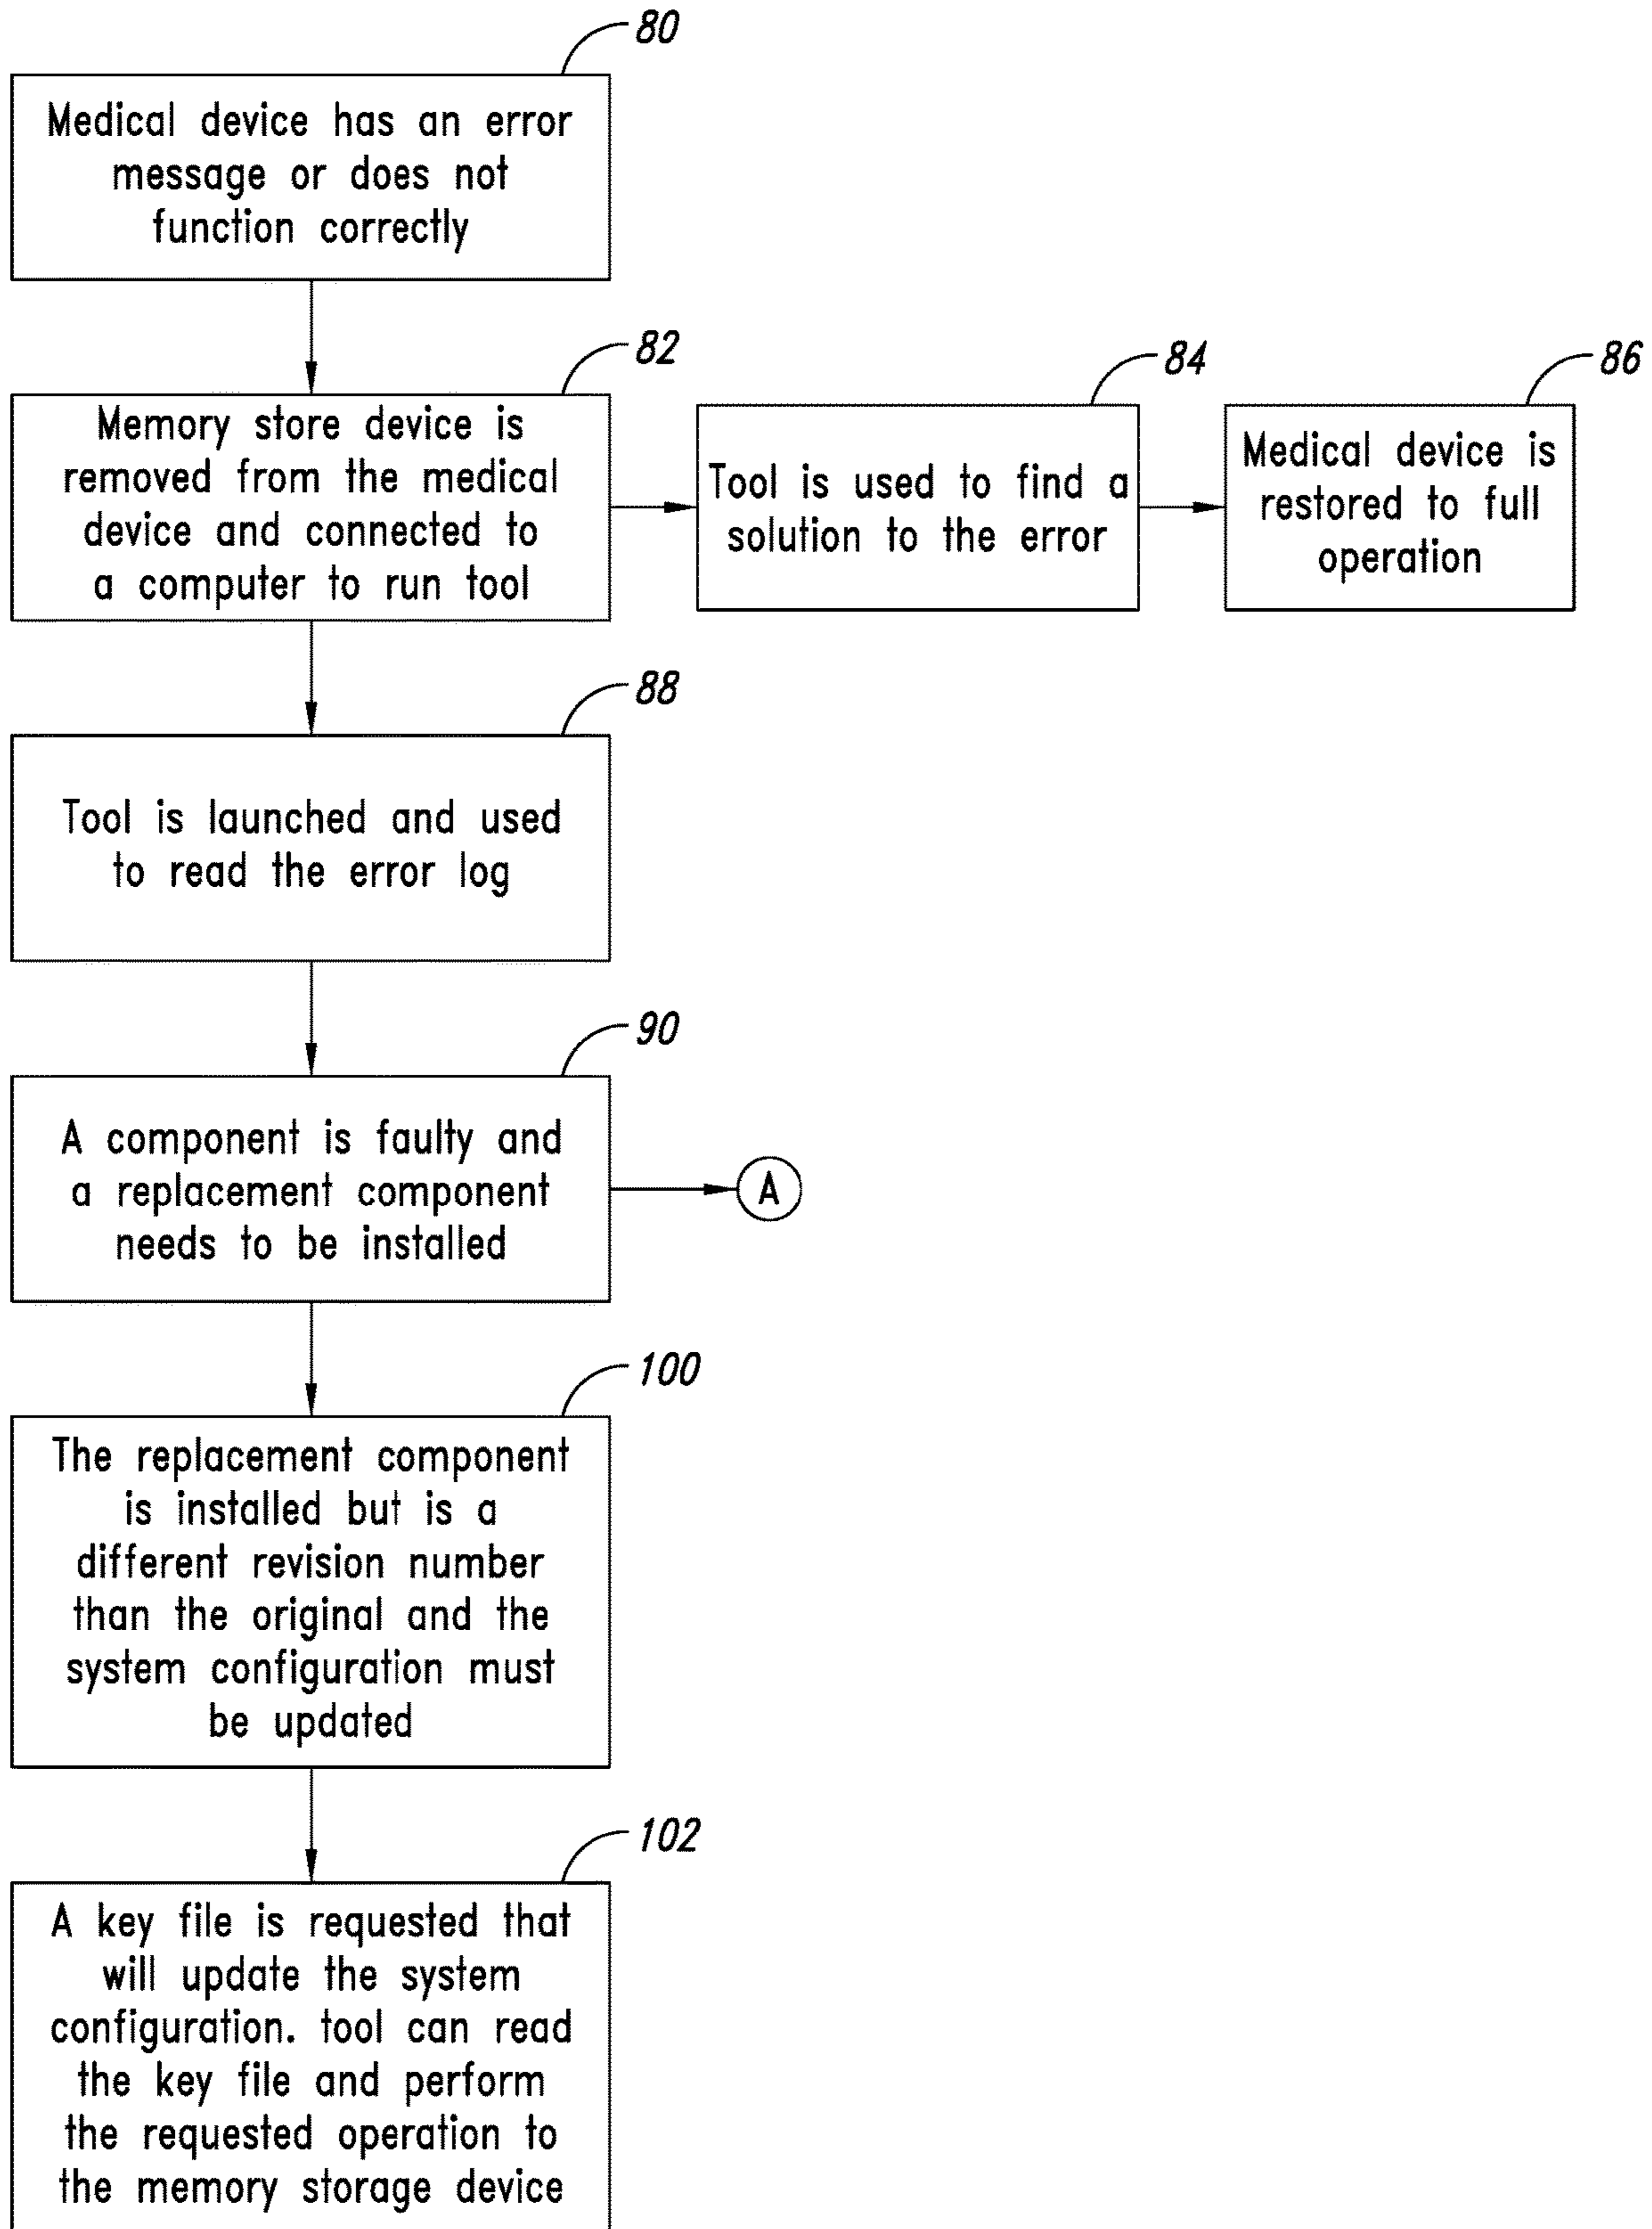 80
Medical device has an error
message or does not
function correctly
82
Memory store device is
removed from the medical
device and connected to
a computer to run tool
84
Tool is used to find a
solution to the error
86
Medical device is
restored to full
operation
88
Tool is launched and used
to read the error log
90
A component is faulty and
a replacement component
needs to be installed
A
100
The replacement component
is installed but is a
different revision number
than the original and the
system configuration must
be updated
102
A key file is requested that
will update the system
configuration. tool can read
the key file and perform
the requested operation to
the memory storage device